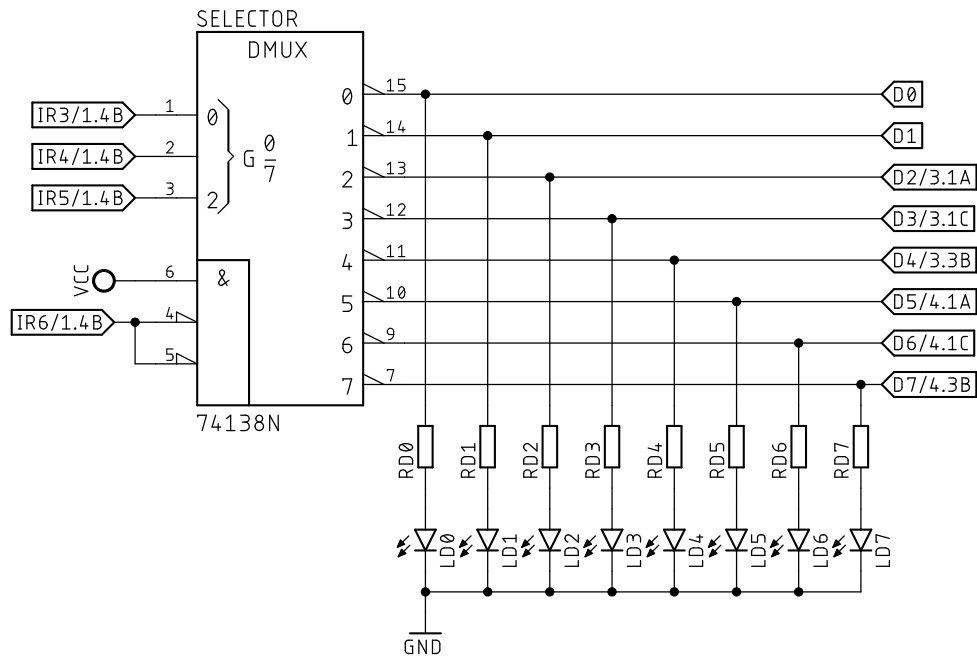 SELECTOR
DMUX
0
15
D0
IR3/1.4B
1
0
1
14
D1
IR4/1.4B
2
G
0
7
2
13
D2/3.1A
IR5/1.4B
3
2
3
12
D3/3.1C
4
11
D4/3.3B
VCC
6
&
5
10
D5/4.1A
IR6/1.4B
4
6
9
D6/4.1C
5
7
7
D7/4.3B
74138N
RD0
RD1
RD2
RD3
RD4
RD5
RD6
RD7
LD0
LD1
LD2
LD3
LD4
LD5
LD6
LD7
GND